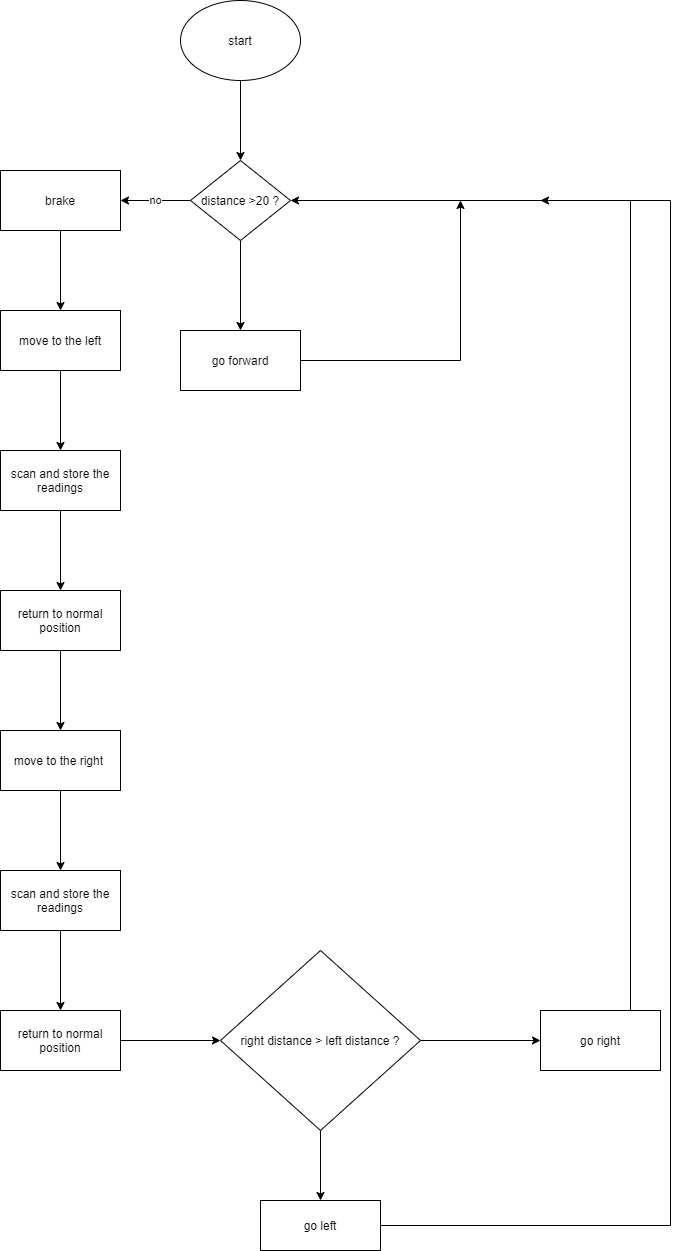 start
brake
no
distance >20 ?
move to the left
go forward
scan and store the
readings
return to normal
position
move to the right
scan and store the
readings
return to normal
position
right distance > left distance ?
go right
go left